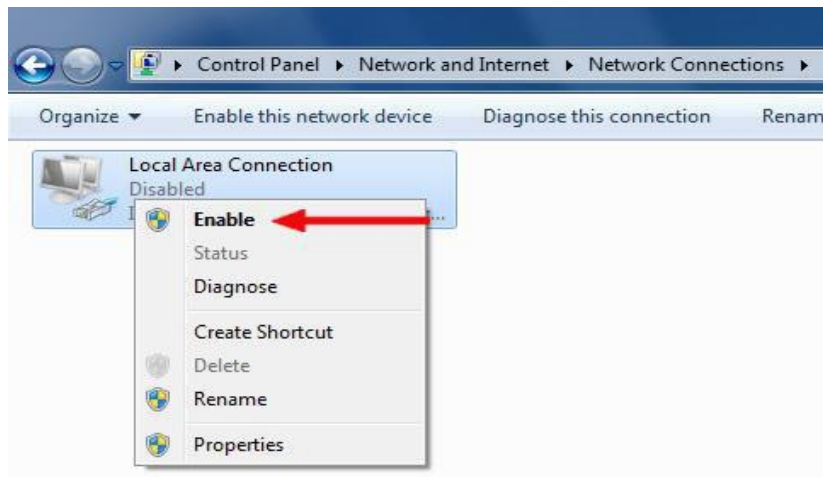 Control Panel Network and Internet Network Connections
Organize Enable this network device Diagnose this connection Renam
Local Area Connection
Disabled
Enable
Status
Diagnose
Create Shortcut
Delete
Rename
Properties